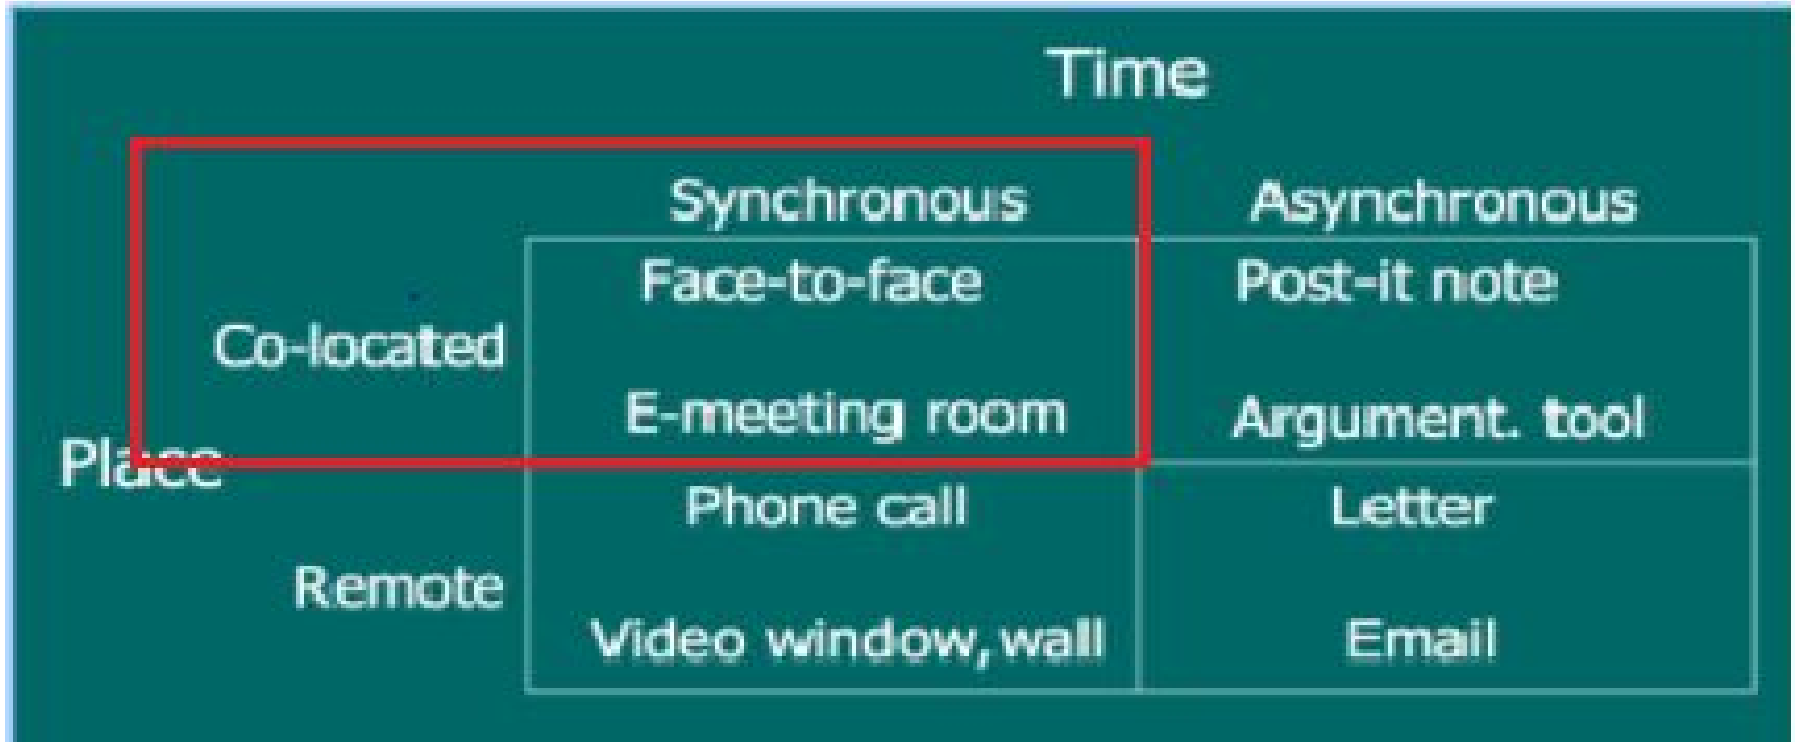 Time
Synchronous Asynchronous
Face-to-face Post-it note
Co-located
E-meeting room Argument. tool
Place
Phone call Letter
Remote
Video window, wall Email